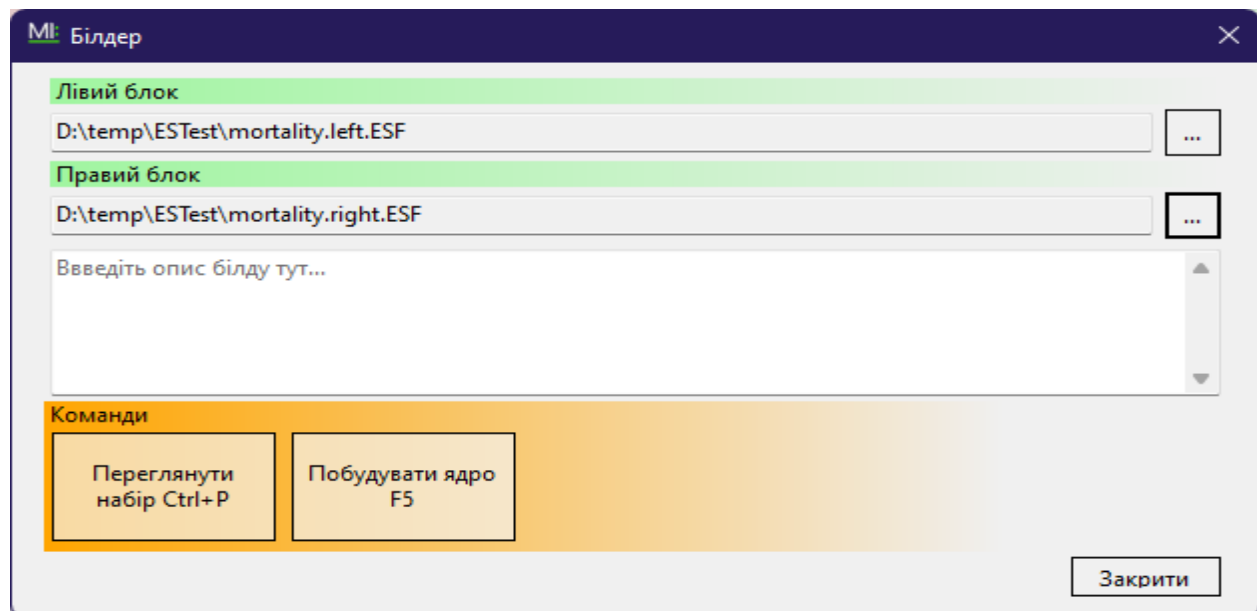 MI: Білдер
Лівий блок
D:\temp\ESTest\mortality.left.ESF
...
Правий блок
D:\temp\ESTest\mortality.right.ESF
...
Ввведіть опис білду тут...
Команди
Переглянути
набір Ctrl+P
Побудувати ядро
F5
Закрити